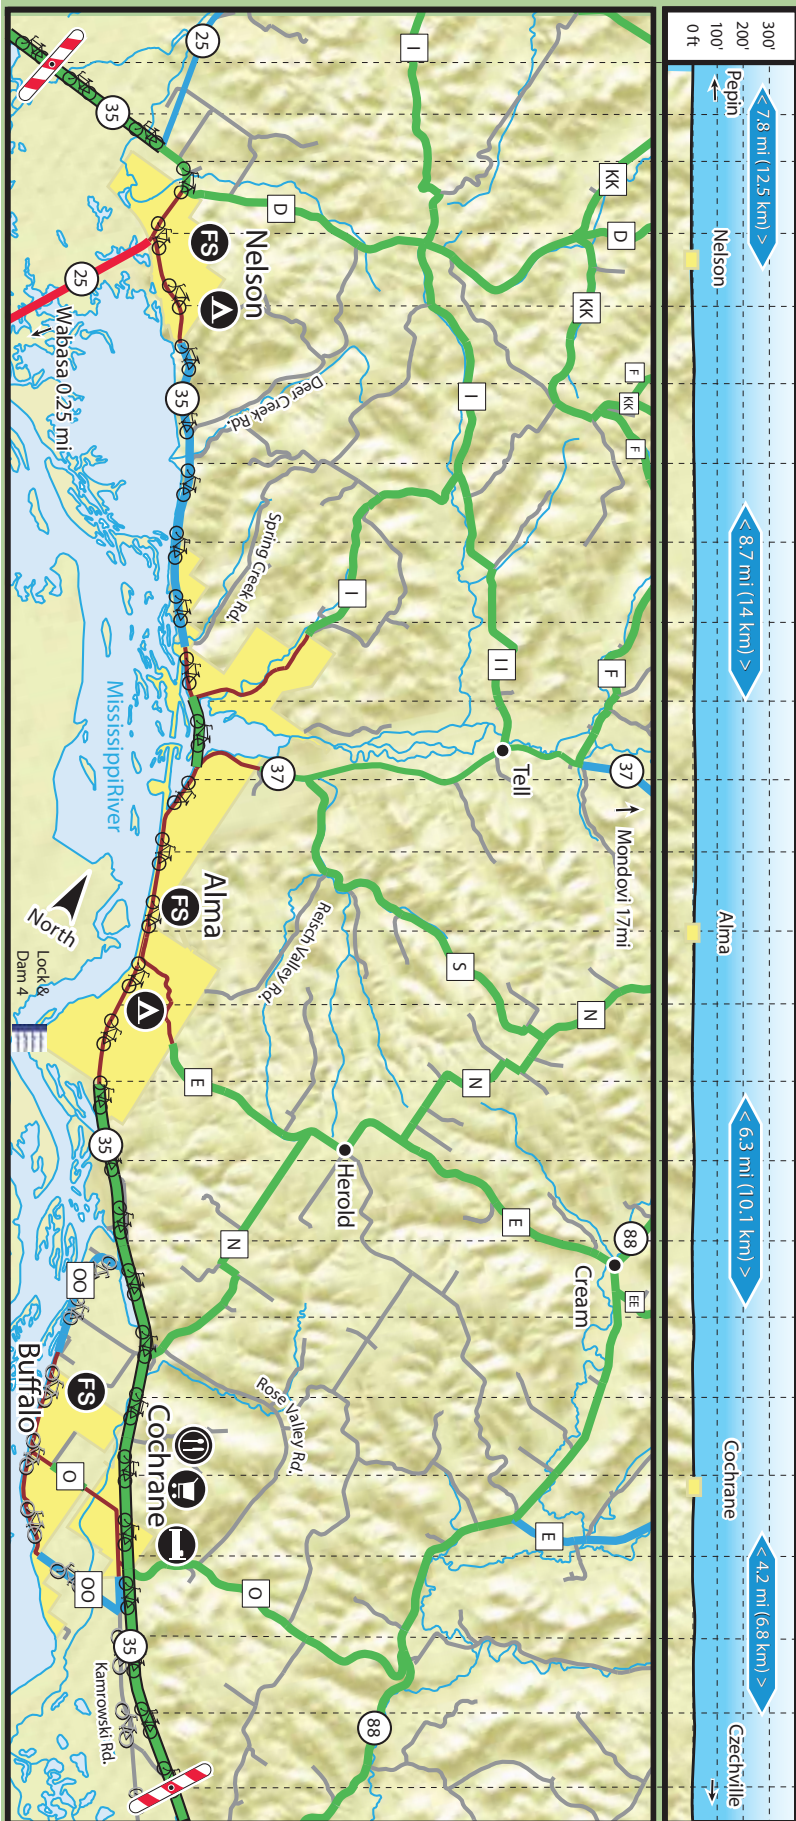 300'
200'
100'
0 ft
Pepin
< 7.8 mi (12.5 km) >
Nelson
< 8.7 mi (14 km) >
Alma
< 6.3 mi (10.1 km) >
Cochrane
< 4.2 mi (6.8 km) >
Czechville
25
35
I
KK
D
D
KK
F
KK
F
FS
Nelson
25
Wabasa 0.25 mi
35
Deer Creek Rd.
I
Spring Creek Rd.
I
II
F
Mississippi River
37
Tell
37
Mondovi 17mi
Alma
FS
North
Reisch Valley Rd.
S
N
Lock &
Dam 4
N
E
35
Herold
E
88
Cream
EE
N
OO
Buffalo
FS
Rose Valley Rd.
Cochrane
O
E
OO
O
35
Kamrowski Rd.
88